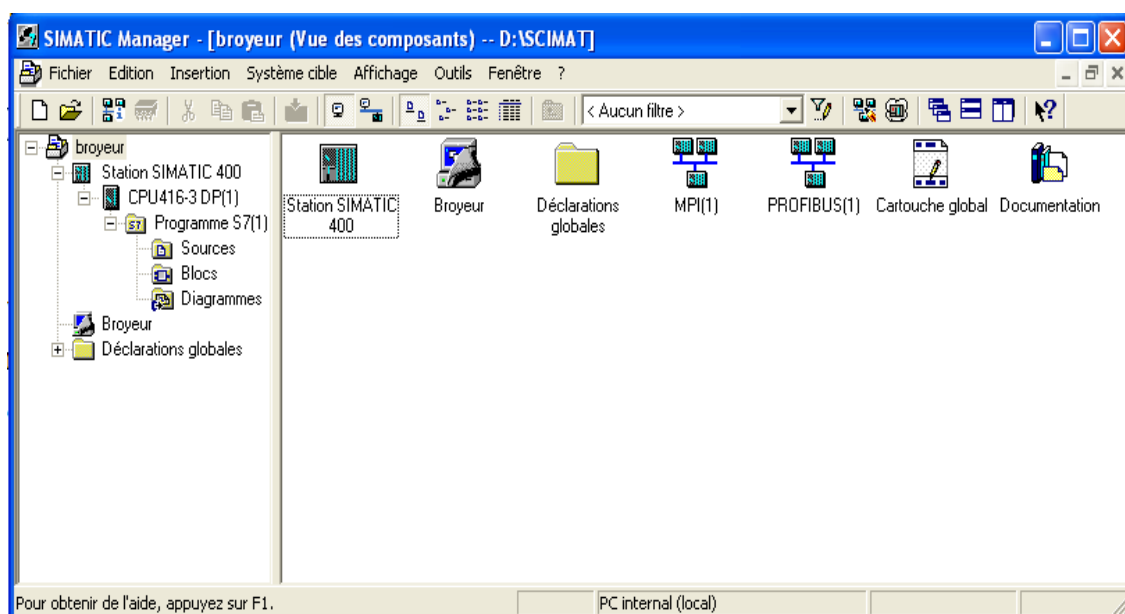 SIMATIC Manager - [broyeur (Vue des composants) -- D:\SCIMAT]
Fichier Edition Insertion Système cible Affichage Outils Fenêtre ?
< Aucun filtre >
broyeur
Station SIMATIC 400
CPU416-3 DP(1)
Programme S7(1)
Sources
Blocs
Diagrammes
Broyeur
Déclarations globales
Station SIMATIC
400
Broyeur
Déclarations
globales
MPI(1)
PROFIBUS(1)
Cartouche global
Documentation
Pour obtenir de l'aide, appuyez sur F1.
PC internal (local)